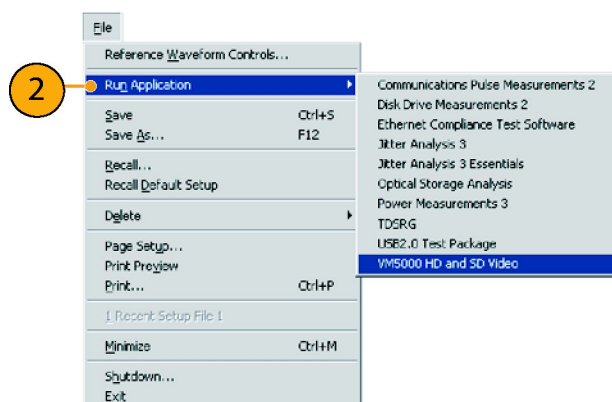 File
Reference Waveform Controls...
2
Run Application
Save Ctrl+S
Save As... F12
Recall...
Recall Default Setup
Delete
Page Setup...
Print Preview
Print... Ctrl+P
1 Recent Setup File 1
Minimize Ctrl+M
Shutdown...
Exit
Communications Pulse Measurements 2
Disk Drive Measurements 2
Ethernet Compliance Test Software
Jitter Analysis 3
Jitter Analysis 3 Essentials
Optical Storage Analysis
Power Measurements 3
TDSRG
USB2.0 Test Package
VM5000 HD and SD Video